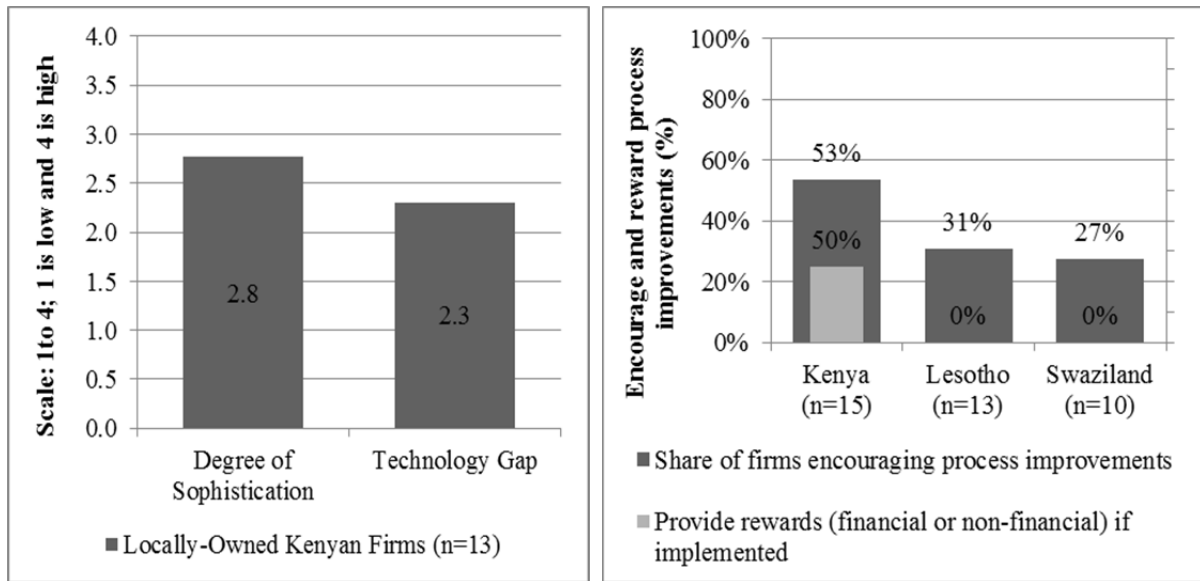 Scale: 1to 4; 1 is low and 4 is high
4.0
3.5
3.0
2.5
2.0
1.5
1.0
0.5
0.0
2.8
2.3
Degree of
Sophistication
Technology Gap
Locally-Owned Kenyan Firms (n=13)
Encourage and reward process
improvements (%)
100%
80%
60%
40%
20%
0%
53%
50%
31%
0%
27%
0%
Kenya
(n=15)
Lesotho
(n=13)
Swaziland
(n=10)
Share of firms encouraging process improvements
Provide rewards (financial or non-financial) if
implemented